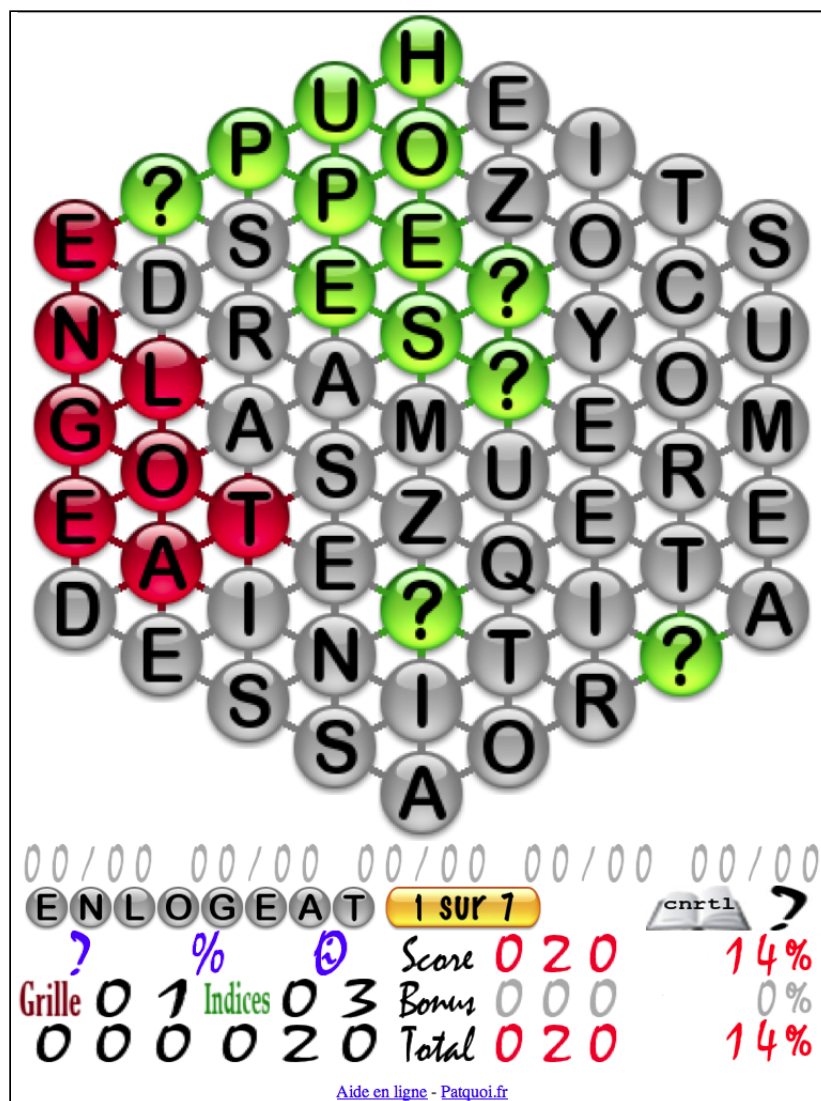 H
U E
P O I
? P Z T
E S E O S
D E ? C
N R S Y U
L A ? O
G A M E M
O S U R
E T Z E E
A E Q T
D I ? I A
E N T ?
S I R
S O
A
00/00 00/00 00/00 00/00 00/00
ENLOGEAT 1 sur 7 cnrtl ?
? % i Score 020 14%
Grille 01 Indices 03 Bonus 000 0%
000020 Total 020 14%
Aide en ligne - Patquoi.fr